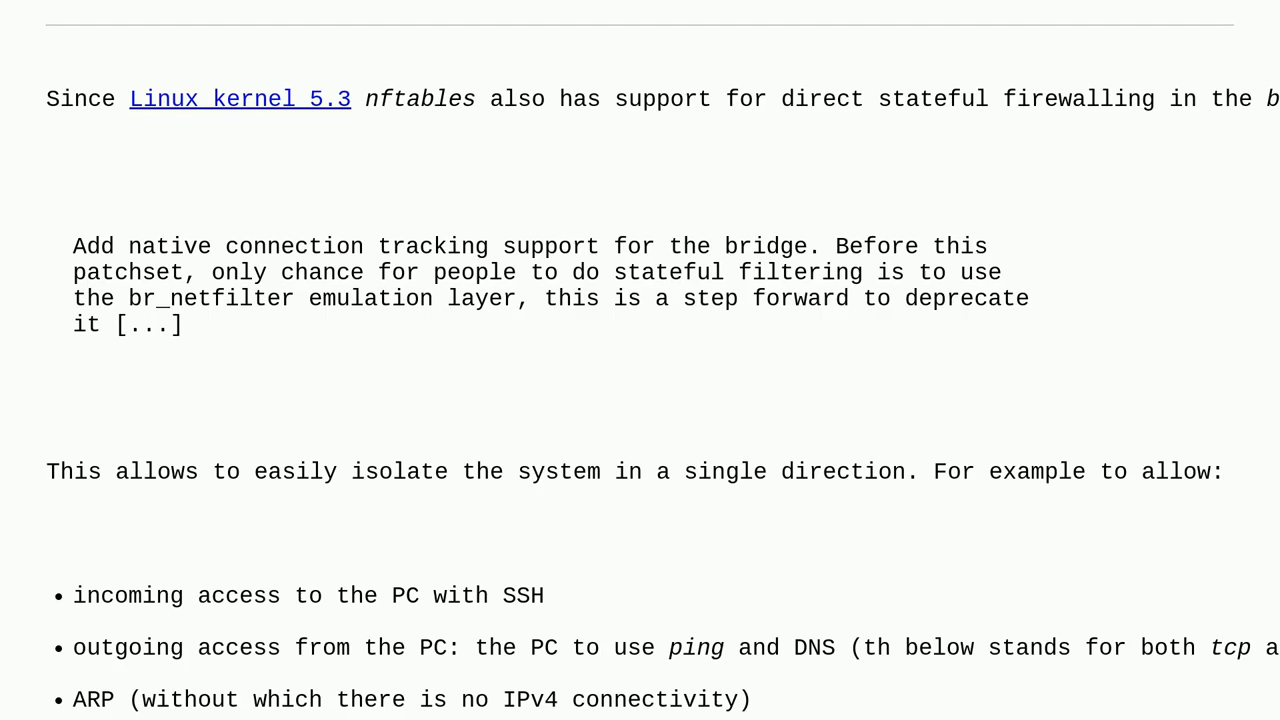 Since Linux kernel 5.3 nftables also has support for direct stateful firewalling in the b
Add native connection tracking support for the bridge. Before this
patchset, only chance for people to do stateful filtering is to use
the br_netfilter emulation layer, this is a step forward to deprecate
it [...]
This allows to easily isolate the system in a single direction. For example to allow:
• incoming access to the PC with SSH
• outgoing access from the PC: the PC to use ping and DNS (th below stands for both tcp a
• ARP (without which there is no IPv4 connectivity)